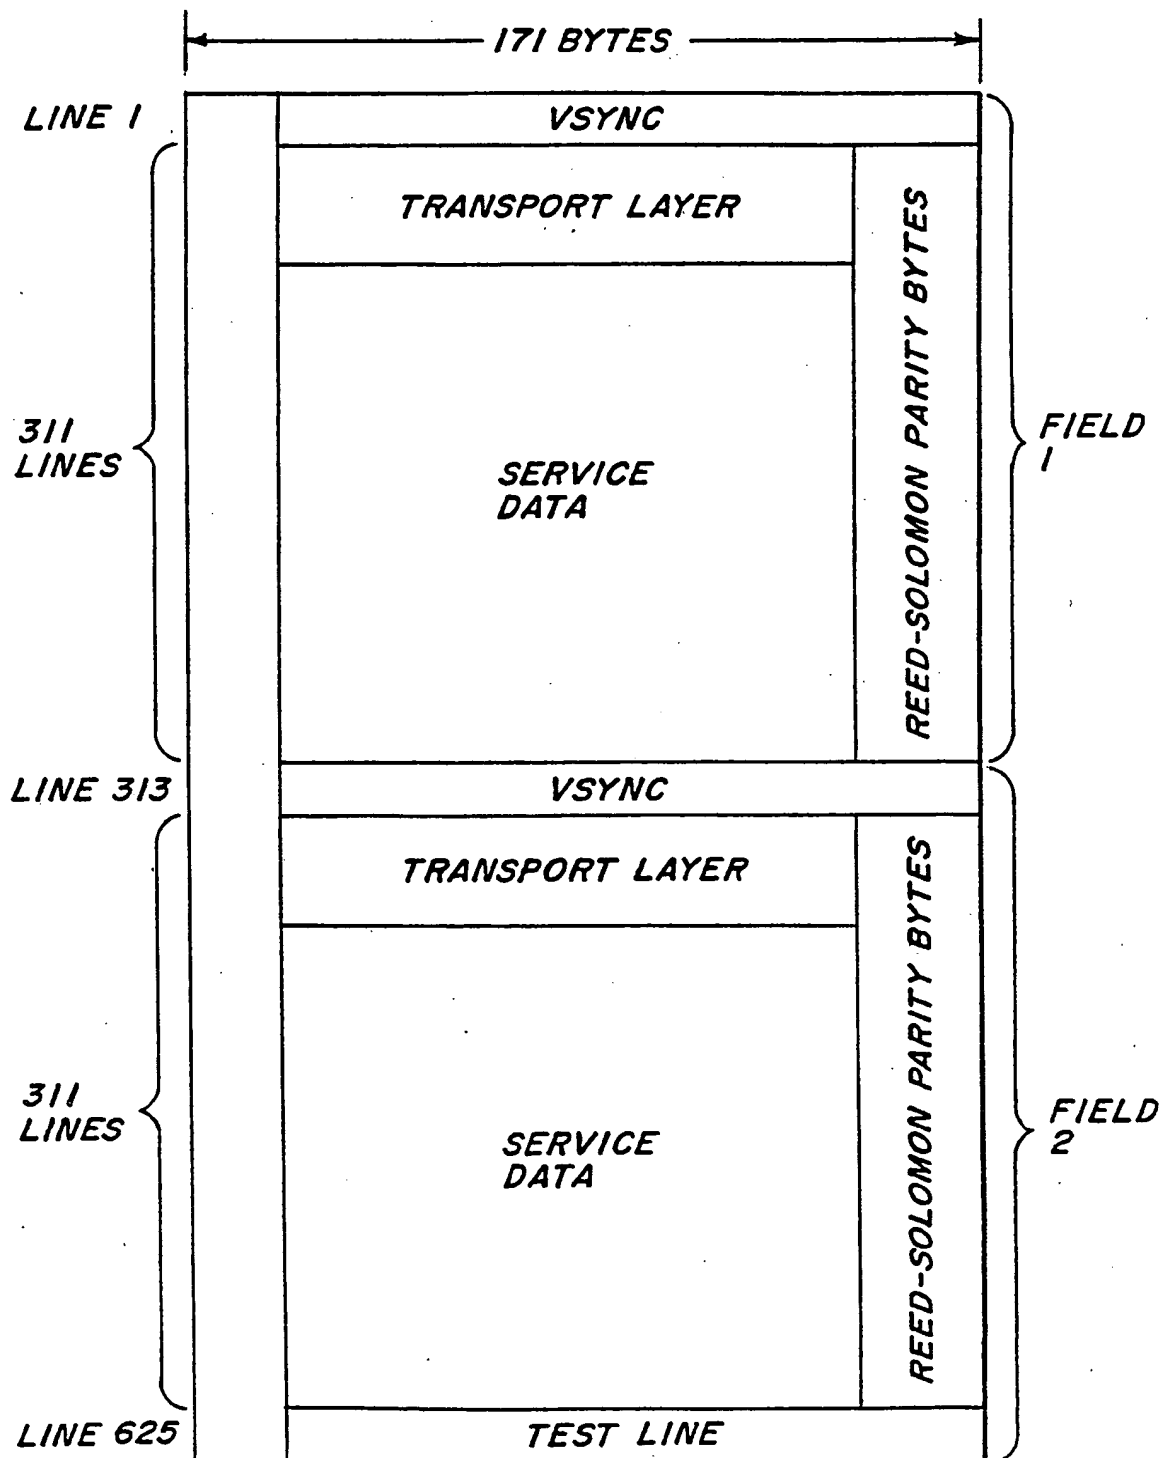 171 BYTES
LINE 1
VSYNC
TRANSPORT LAYER
REED-SOLOMON PARITY BYTES
311
LINES
SERVICE
DATA
FIELD
1
LINE 313
VSYNC
TRANSPORT LAYER
REED-SOLOMON PARITY BYTES
311
LINES
SERVICE
DATA
FIELD
2
LINE 625
TEST LINE